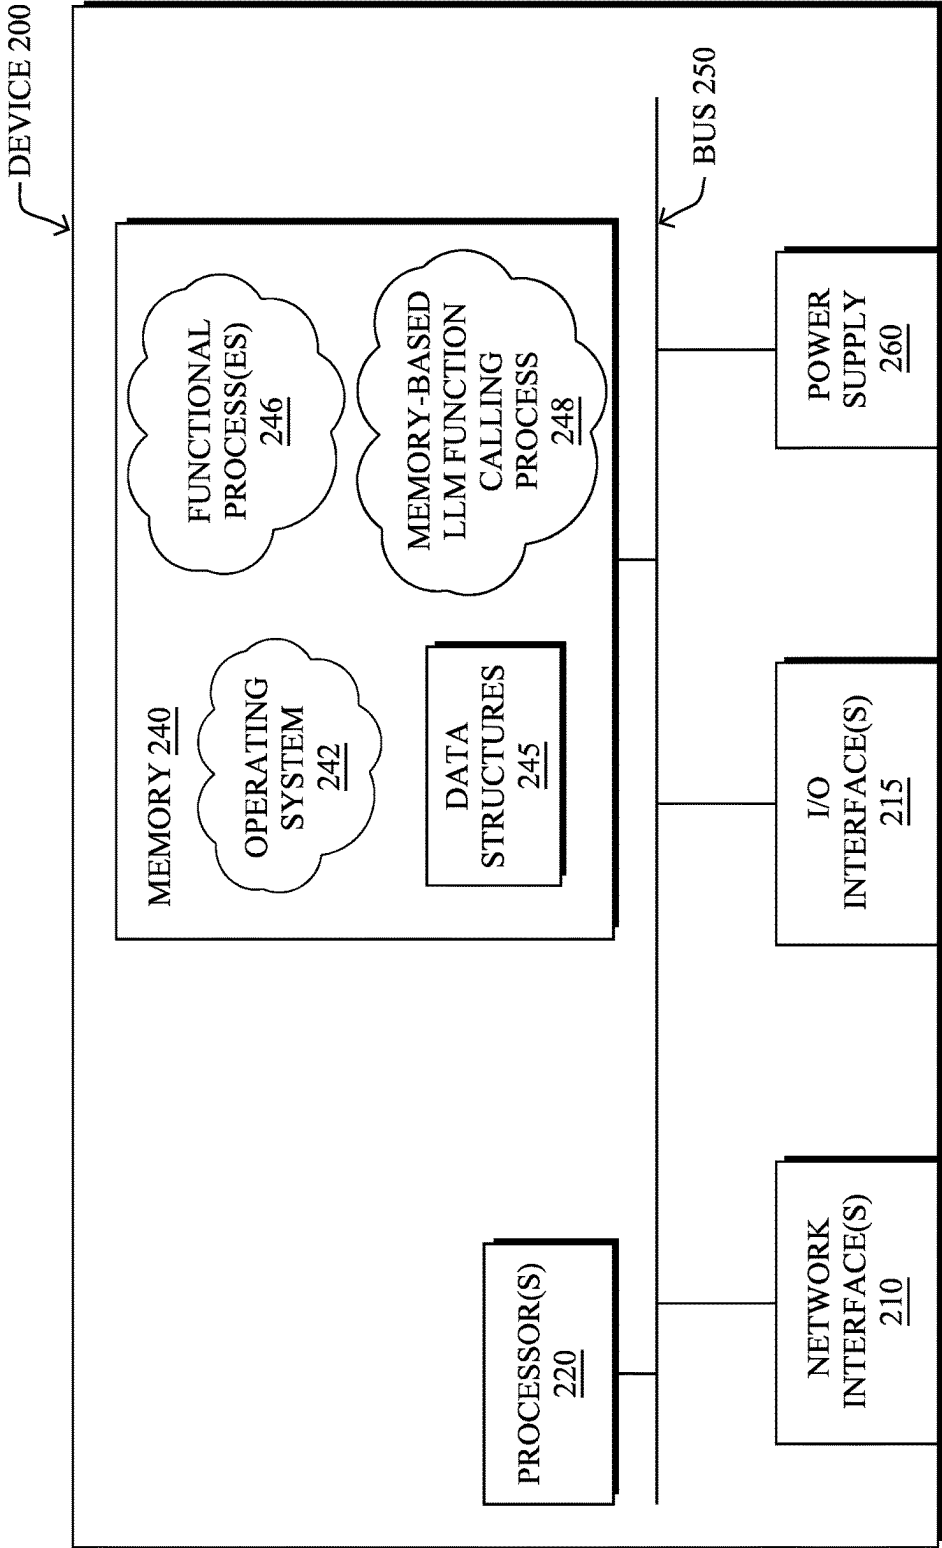 DEVICE 200
MEMORY 240
OPERATING
SYSTEM
242
FUNCTIONAL
PROCESS(ES)
246
DATA
STRUCTURES
245
MEMORY-BASED
LLM FUNCTION
CALLING
PROCESS
248
PROCESSOR(S)
220
BUS 250
NETWORK
INTERFACE(S)
210
I/O
INTERFACE(S)
215
POWER
SUPPLY
260